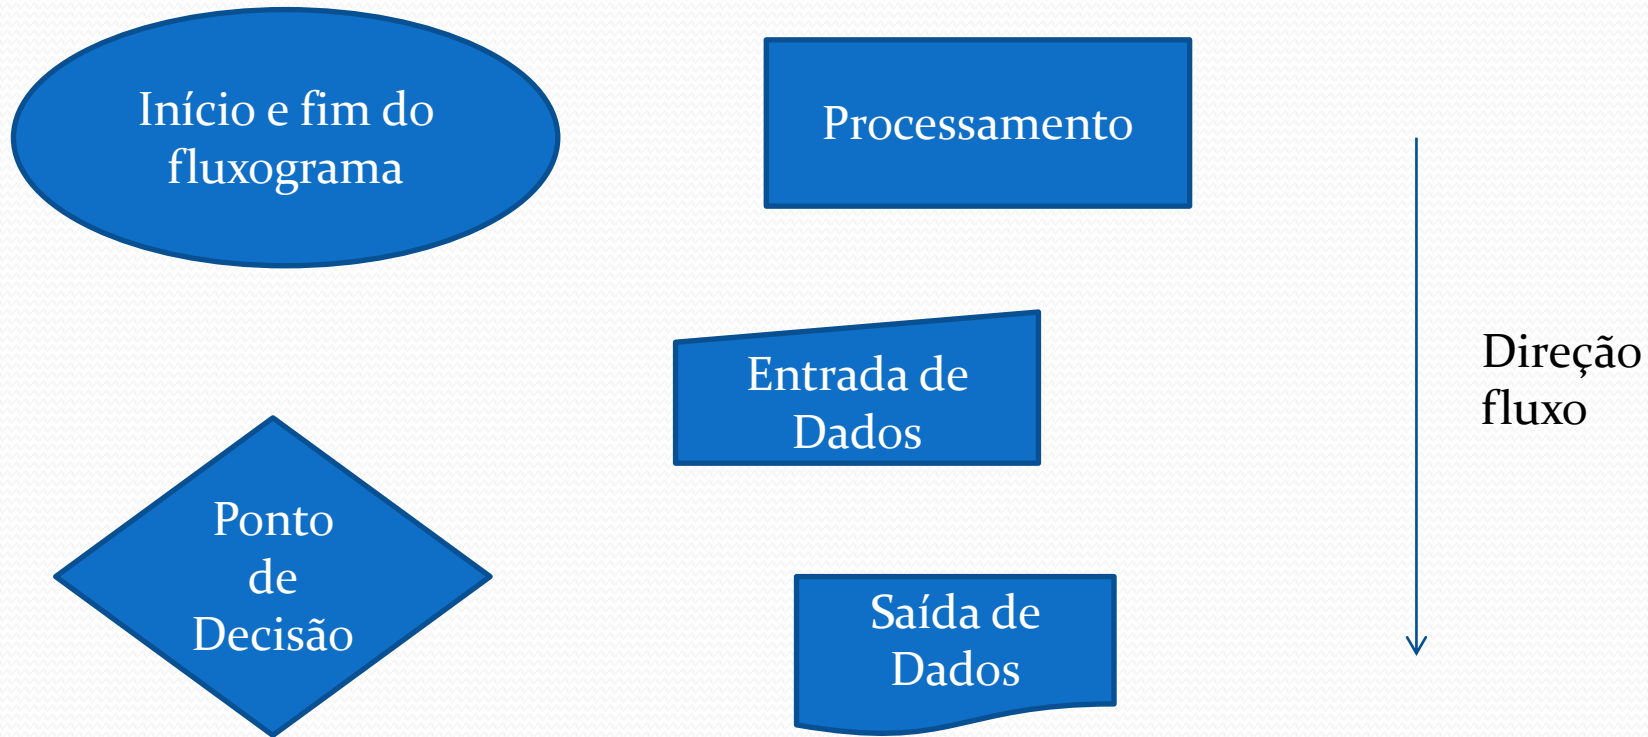 Início e fim do
fluxograma
Processamento
Entrada de
Dados
Direção
fluxo
Ponto
de
Decisão
Saída de
Dados